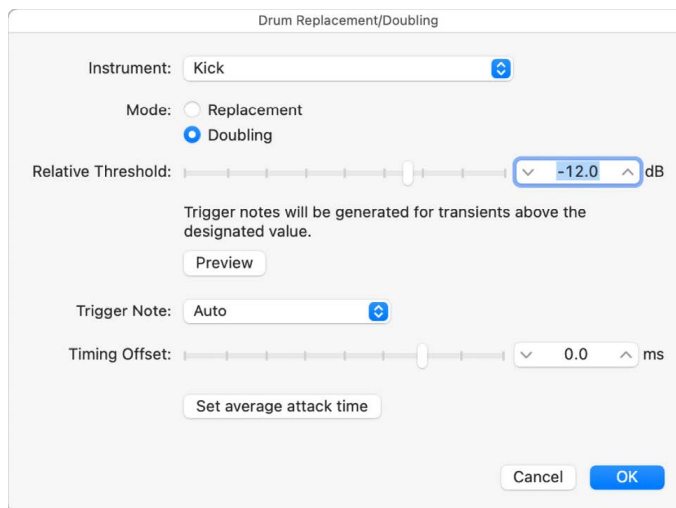 Drum Replacement/Doubling
Instrument: Kick
Mode: Replacement
Doubling
Relative Threshold: -12.0 dB
Trigger notes will be generated for transients above the
designated value.
Preview
Trigger Note: Auto
Timing Offset: 0.0 ms
Set average attack time
Cancel OK